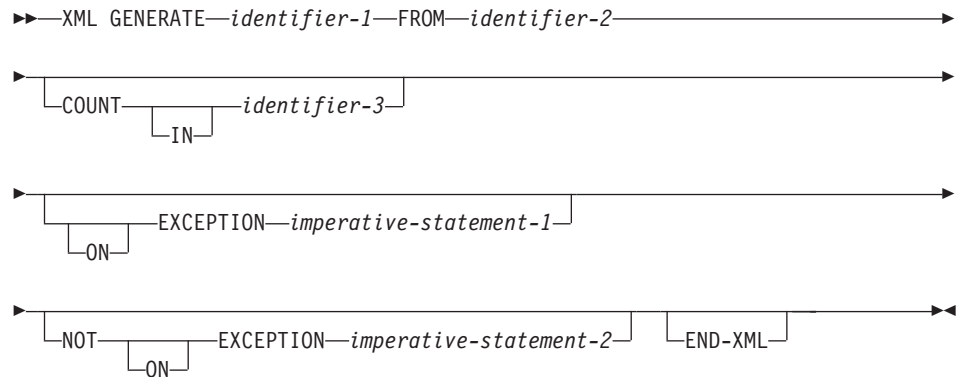 XML GENERATE identifier-1 FROM identifier-2
COUNT identifier-3
IN
EXCEPTION imperative-statement-1
ON
NOT EXCEPTION imperative-statement-2 END-XML
ON